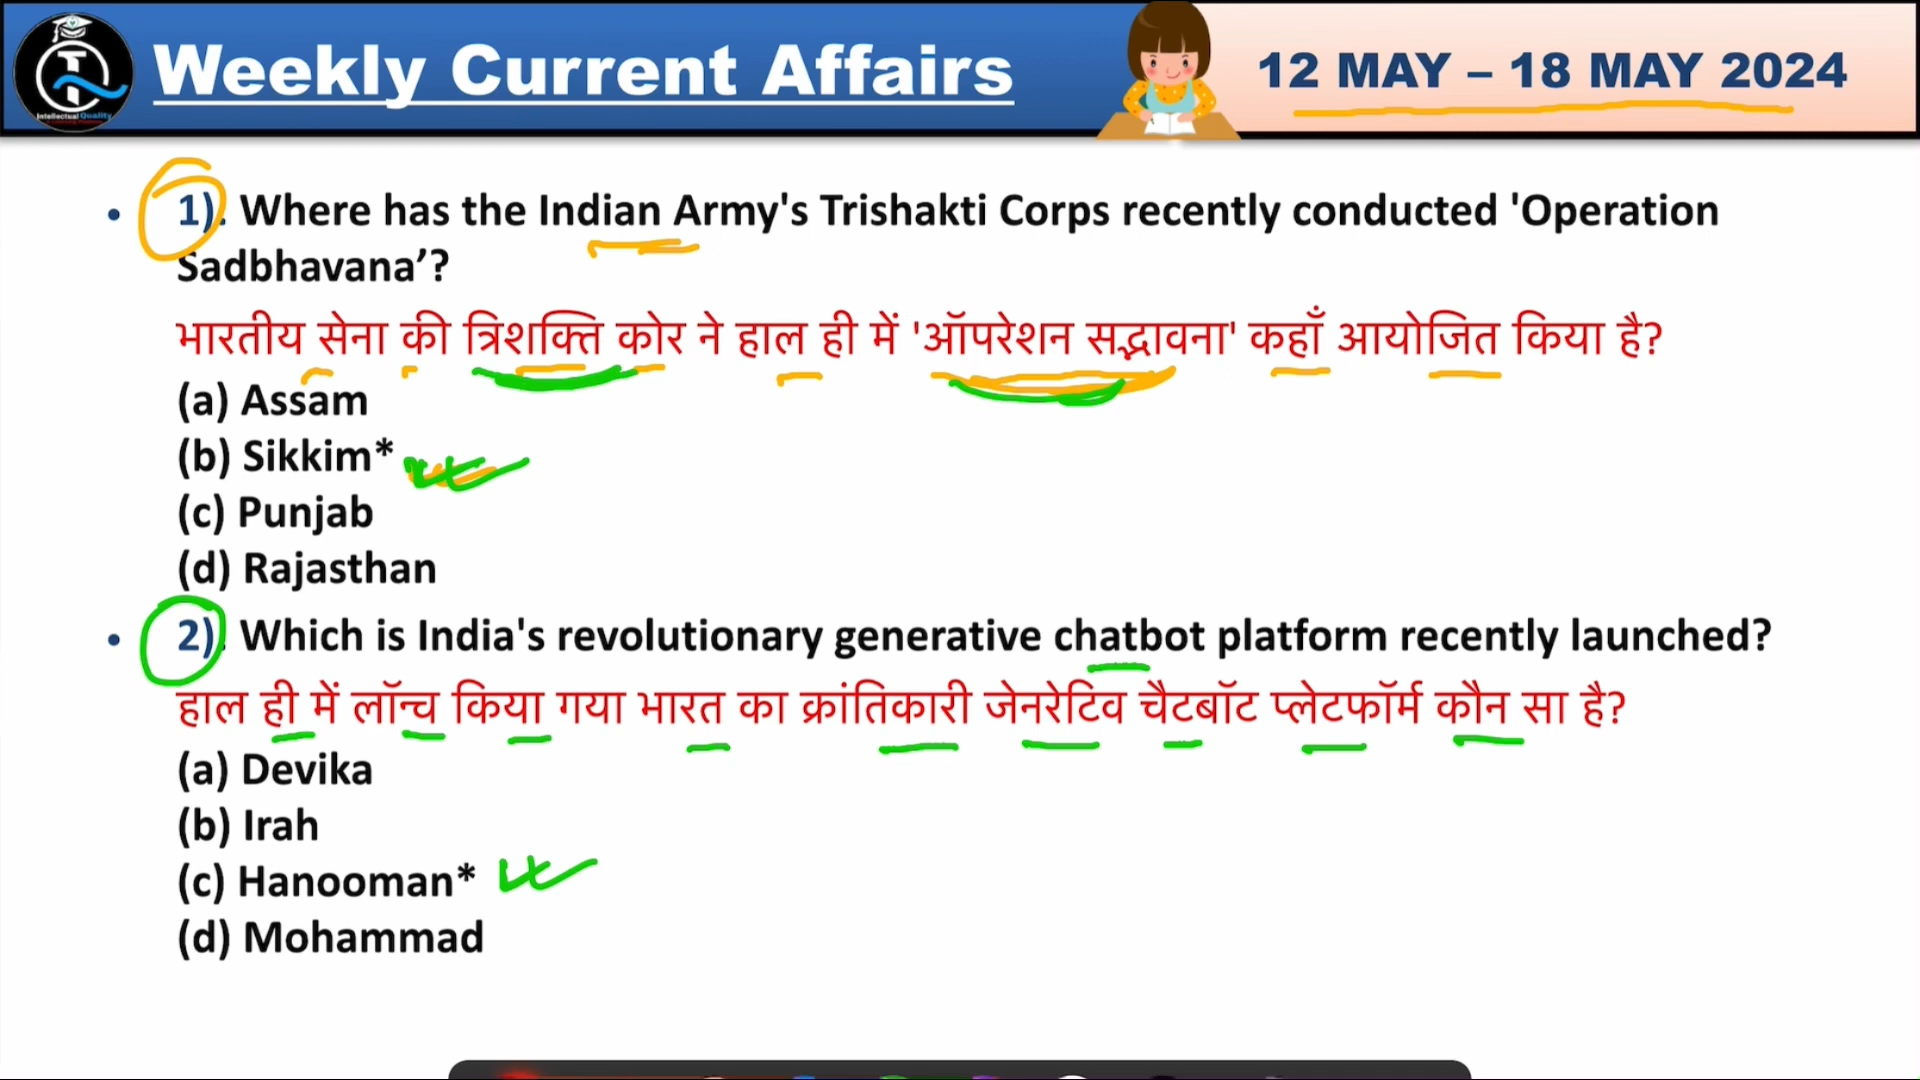 Weekly Current Affairs
12 MAY – 18 MAY 2024
Intellectual Quality
• 1). Where has the Indian Army's Trishakti Corps recently conducted 'Operation
Sadbhavana’?
भारतीय सेना की त्रिशक्ति कोर ने हाल ही में 'ऑपरेशन सद्भावना' कहाँ आयोजित किया है?
(a) Assam
(b) Sikkim*
(c) Punjab
(d) Rajasthan
• 2). Which is India's revolutionary generative chatbot platform recently launched?
हाल ही में लॉन्च किया गया भारत का क्रांतिकारी जेनरेटिव चैटबॉट प्लेटफॉर्म कौन सा है?
(a) Devika
(b) Irah
(c) Hanooman*
(d) Mohammad